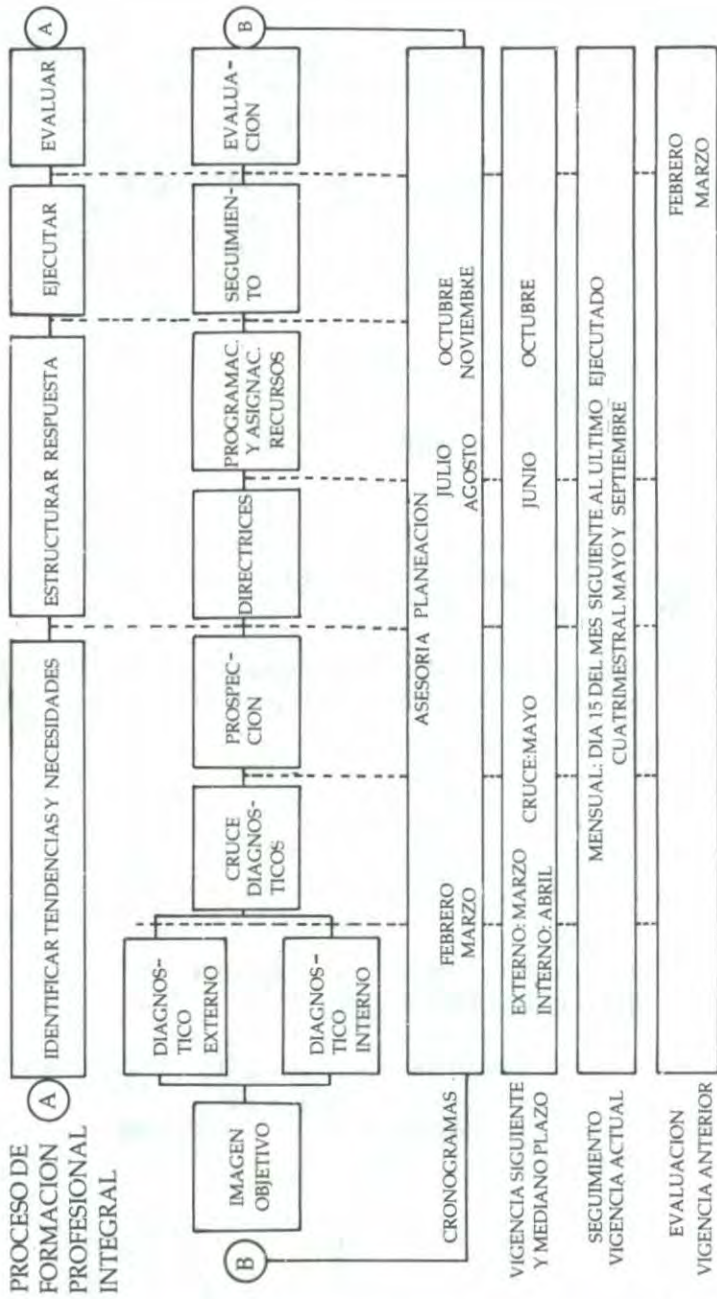 PROCESO DE
FORMACION
PROFESIONAL
INTEGRAL
A
IDENTIFICAR TENDENCIAS Y NECESIDADES
ESTRUCTURAR RESPUESTA
EJECUTAR
EVALUAR
A
B
IMAGEN
OBJETIVO
DIAGNOS-
TICO
EXTERNO
DIAGNOS-
TICO
INTERNO
CRUCE
DIAGNOS-
TICOS
PROSPEC-
CION
DIRECTRICES
PROGRAMAC.
Y ASIGNAC.
RECURSOS
SEGUIMIEN-
TO
EVALUA-
CION
B
CRONOGRAMAS
ASESORIA PLANEACION
FEBRERO
MARZO
JULIO
AGOSTO
OCTUBRE
NOVIEMBRE
VIGENCIA SIGUIENTE
Y MEDIANO PLAZO
EXTERNO: MARZO
INTERNO: ABRIL
CRUCE:MAYO
JUNIO
OCTUBRE
SEGUIMIENTO
VIGENCIA ACTUAL
MENSUAL: DIA 15 DEL MES SIGUIENTE AL ULTIMO EJECUTADO
CUATRIMESTRAL MAYO Y SEPTIEMBRE
EVALUACION
VIGENCIA ANTERIOR
FEBRERO
MARZO